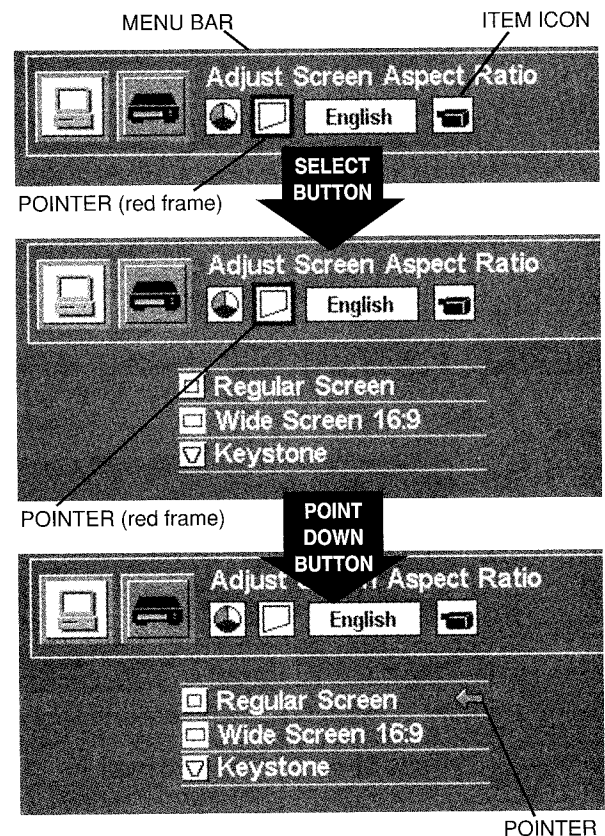 MENU BAR
ITEM ICON
Adjust Screen Aspect Ratio
English
POINTER (red frame)
SELECT
BUTTON
Adjust Screen Aspect Ratio
English
Regular Screen
Wide Screen 16:9
Keystone
POINTER (red frame)
POINT
DOWN
BUTTON
Adjust Aspect Ratio
English
Regular Screen
Wide Screen 16:9
Keystone
POINTER